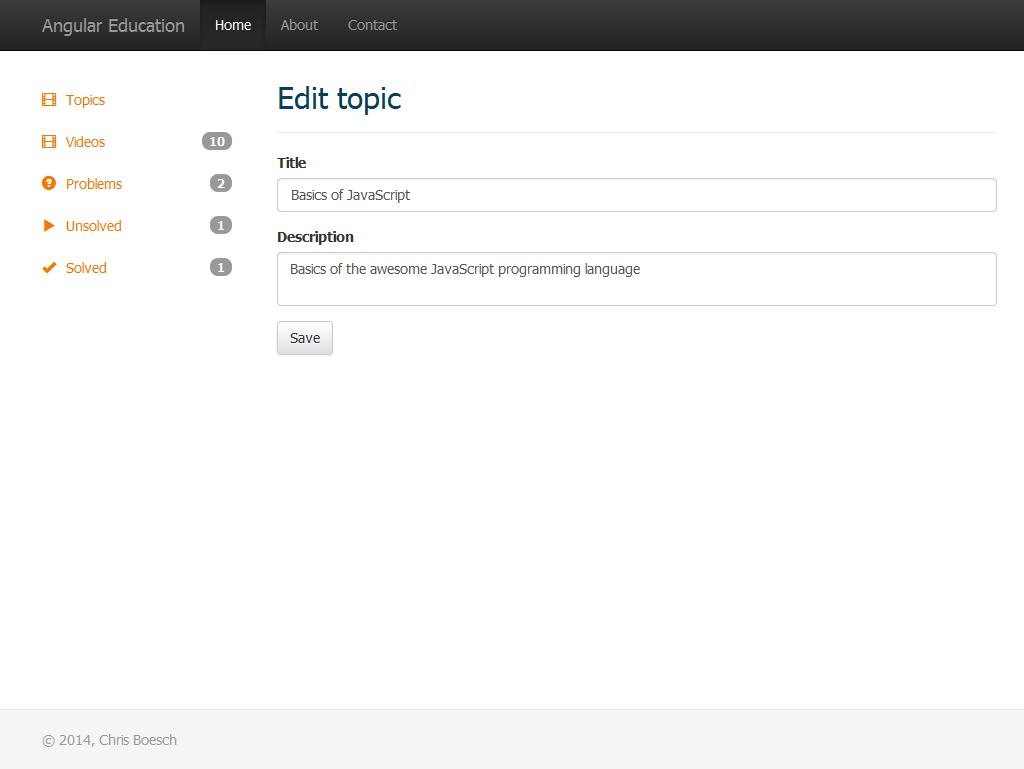 Angular Education Home About Contact
Topics
Videos 10
Problems 2
Unsolved 1
Solved 1
Edit topic
Title
Basics of JavaScript
Description
Basics of the awesome JavaScript programming language
Save
© 2014, Chris Boesch